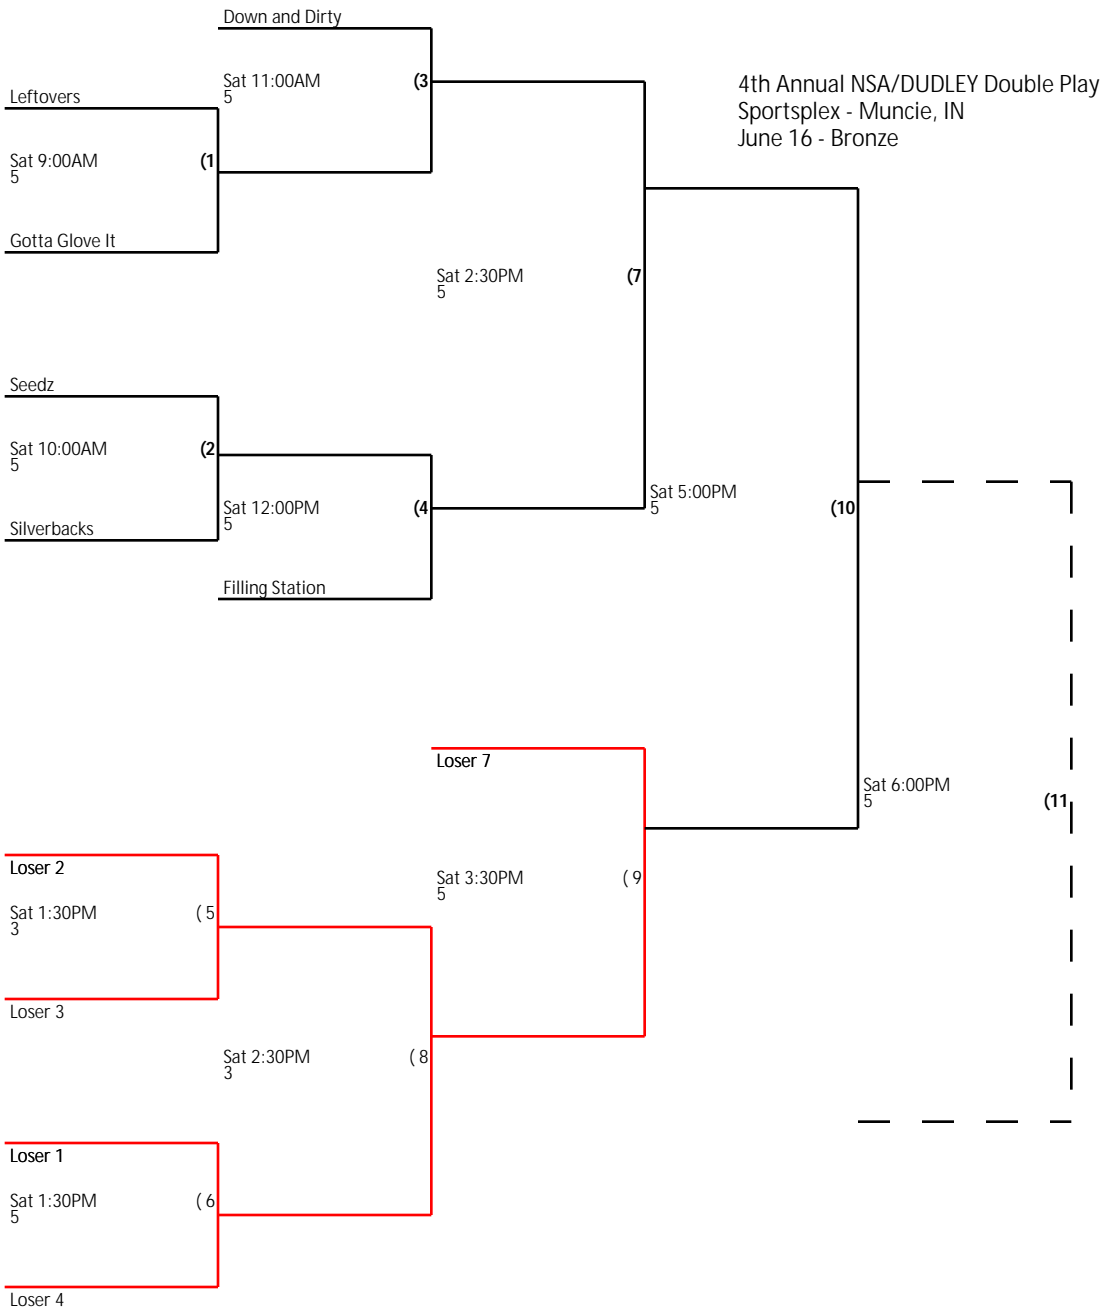 Down and Dirty
Sat 11:00AM
5
(3
4th Annual NSA/DUDLEY Double Play
Sportsplex - Muncie, IN
June 16 - Bronze
Leftovers
Sat 9:00AM
5
(1
Gotta Glove It
Sat 2:30PM
5
(7
Seedz
Sat 10:00AM
5
(2
Sat 12:00PM
5
(4
Sat 5:00PM
5
(10
Silverbacks
Filling Station
Loser 7
Sat 6:00PM
5
(11
Loser 2
Sat 3:30PM
5
( 9
Sat 1:30PM
3
( 5
Loser 3
Sat 2:30PM
3
( 8
Loser 1
Sat 1:30PM
5
( 6
Loser 4